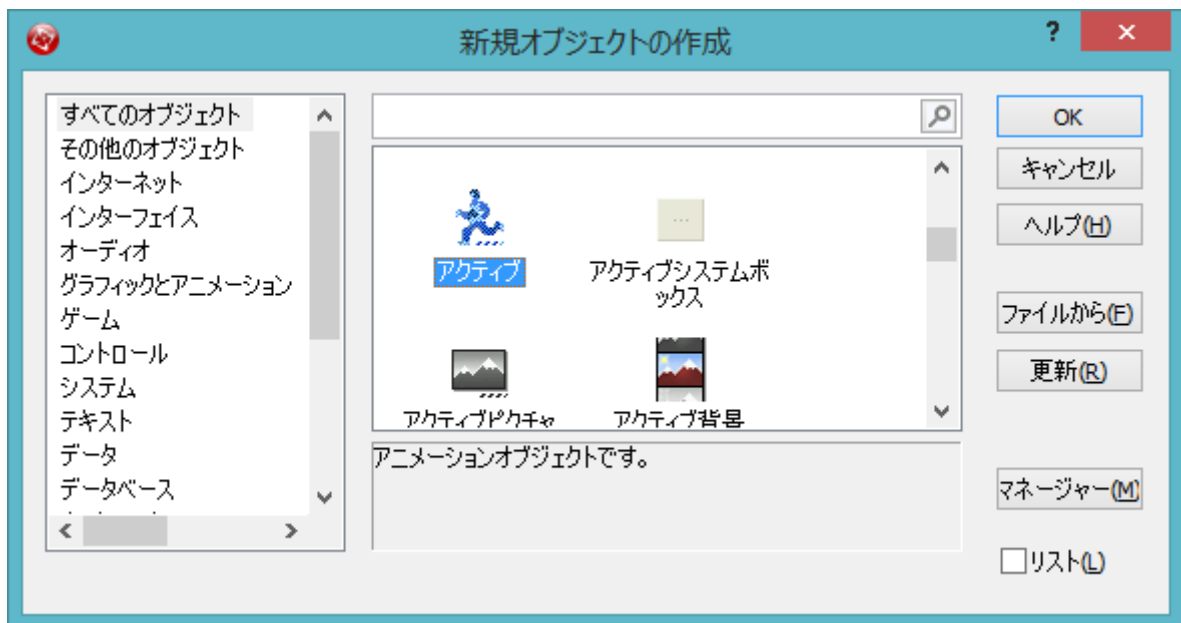 新規オブジェクトの作成
?
すべてのオブジェクト
その他のオブジェクト
インターネット
インターフェイス
オーディオ
グラフィックとアニメーション
ゲーム
コントロール
システム
テキスト
データ
データベース
アクティブ
アクティブシステムボ
ックス
アクティブピクチャ
アクティブ背景
アニメーションオブジェクトです。
OK
キャンセル
ヘルプ(H)
ファイルから(F)
更新(R)
マネージャー(M)
リスト(L)